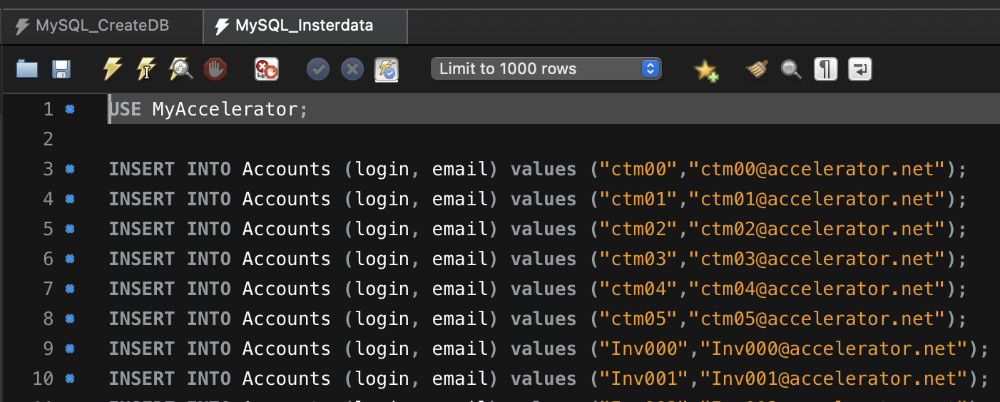 MySQL_CreateDB MySQL_Insterdata
Limit to 1000 rows
1 USE MyAccelerator;
2
3 INSERT INTO Accounts (login, email) values ("ctm00","ctm00@accelerator.net");
4 INSERT INTO Accounts (login, email) values ("ctm01","ctm01@accelerator.net");
5 INSERT INTO Accounts (login, email) values ("ctm02","ctm02@accelerator.net");
6 INSERT INTO Accounts (login, email) values ("ctm03","ctm03@accelerator.net");
7 INSERT INTO Accounts (login, email) values ("ctm04","ctm04@accelerator.net");
8 INSERT INTO Accounts (login, email) values ("ctm05","ctm05@accelerator.net");
9 INSERT INTO Accounts (login, email) values ("Inv000","Inv000@accelerator.net");
10 INSERT INTO Accounts (login, email) values ("Inv001","Inv001@accelerator.net");